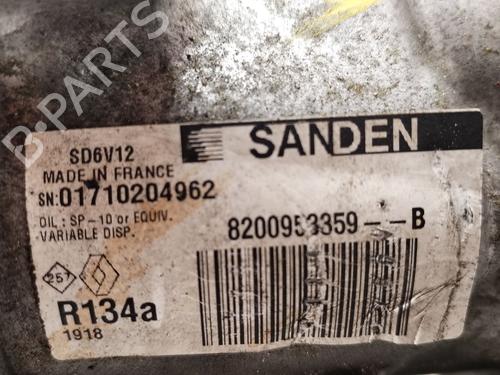 B-PARTS
SANDEN
SD6V12
MADE IN FRANCE
SN:01710204962
OIL : SP-10 or EQUIV.
VARIABLE DISP.
8200953359--B
257
R134a
1918